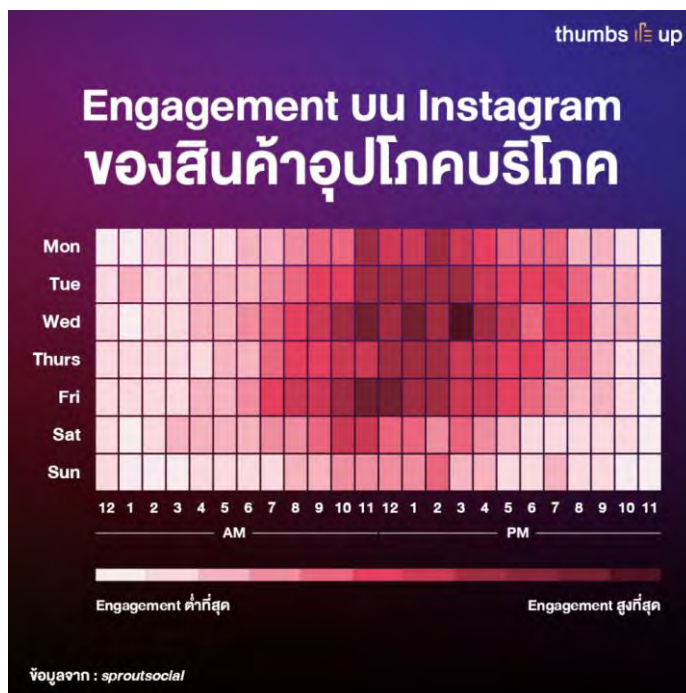 thumbs up
Engagement บน Instagram
ของสินค้าอุปโภคบริโภค
Mon
Tue
Wed
Thurs
Fri
Sat
Sun
12 1 2 3 4 5 6 7 8 9 10 11 12 1 2 3 4 5 6 7 8 9 10 11
AM PM
Engagement ต่ำที่สุด Engagement สูงที่สุด
ข้อมูลจาก : sproutsocial